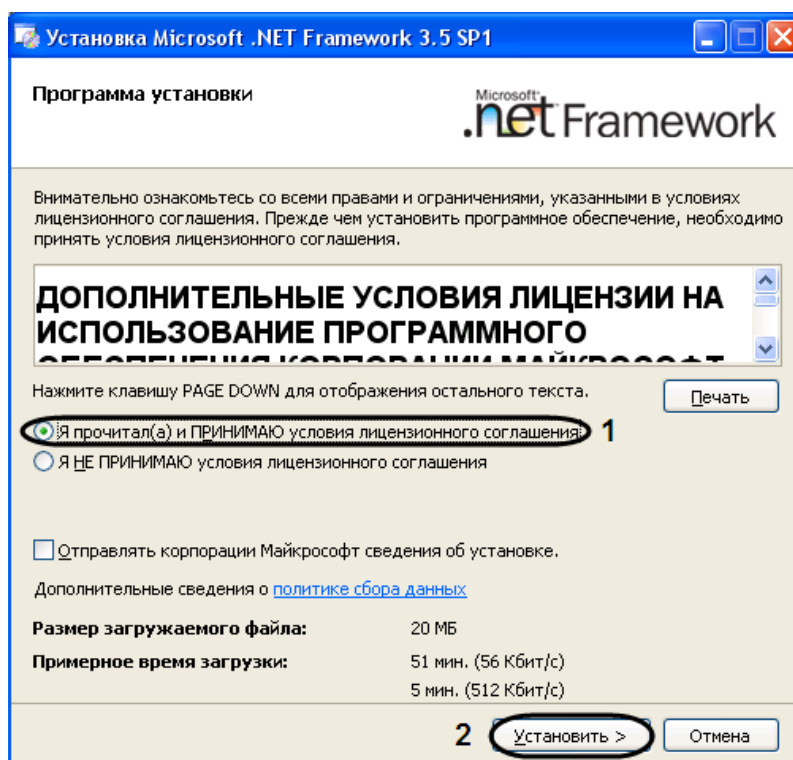 Установка Microsoft .NET Framework 3.5 SP1
Программа установки
Microsoft
.net Framework
Внимательно ознакомьтесь со всеми правами и ограничениями, указанными в условиях
лицензионного соглашения. Прежде чем установить программное обеспечение, необходимо
принять условия лицензионного соглашения.
ДОПОЛНИТЕЛЬНЫЕ УСЛОВИЯ ЛИЦЕНЗИИ НА
ИСПОЛЬЗОВАНИЕ ПРОГРАММНОГО
ОБЕСПЕЧЕНИЯ КОРПОРАЦИИ МАЙКРОСОФТ
Нажмите клавишу PAGE DOWN для отображения остального текста.
Печать
Я прочитал(а) и ПРИНИМАЮ условия лицензионного соглашения 1
Я НЕ ПРИНИМАЮ условия лицензионного соглашения
Отправлять корпорации Майкрософт сведения об установке.
Дополнительные сведения о политике сбора данных
Размер загружаемого файла: 20 МБ
Примерное время загрузки: 51 мин. (56 Кбит/с)
5 мин. (512 Кбит/с)
2 Установить > Отмена